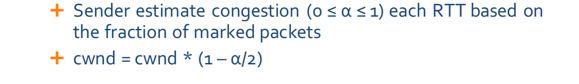 + Sender estimate congestion (0 ≤ α ≤ 1) each RTT based on
the fraction of marked packets
+ cwnd = cwnd * (1 – α/2)